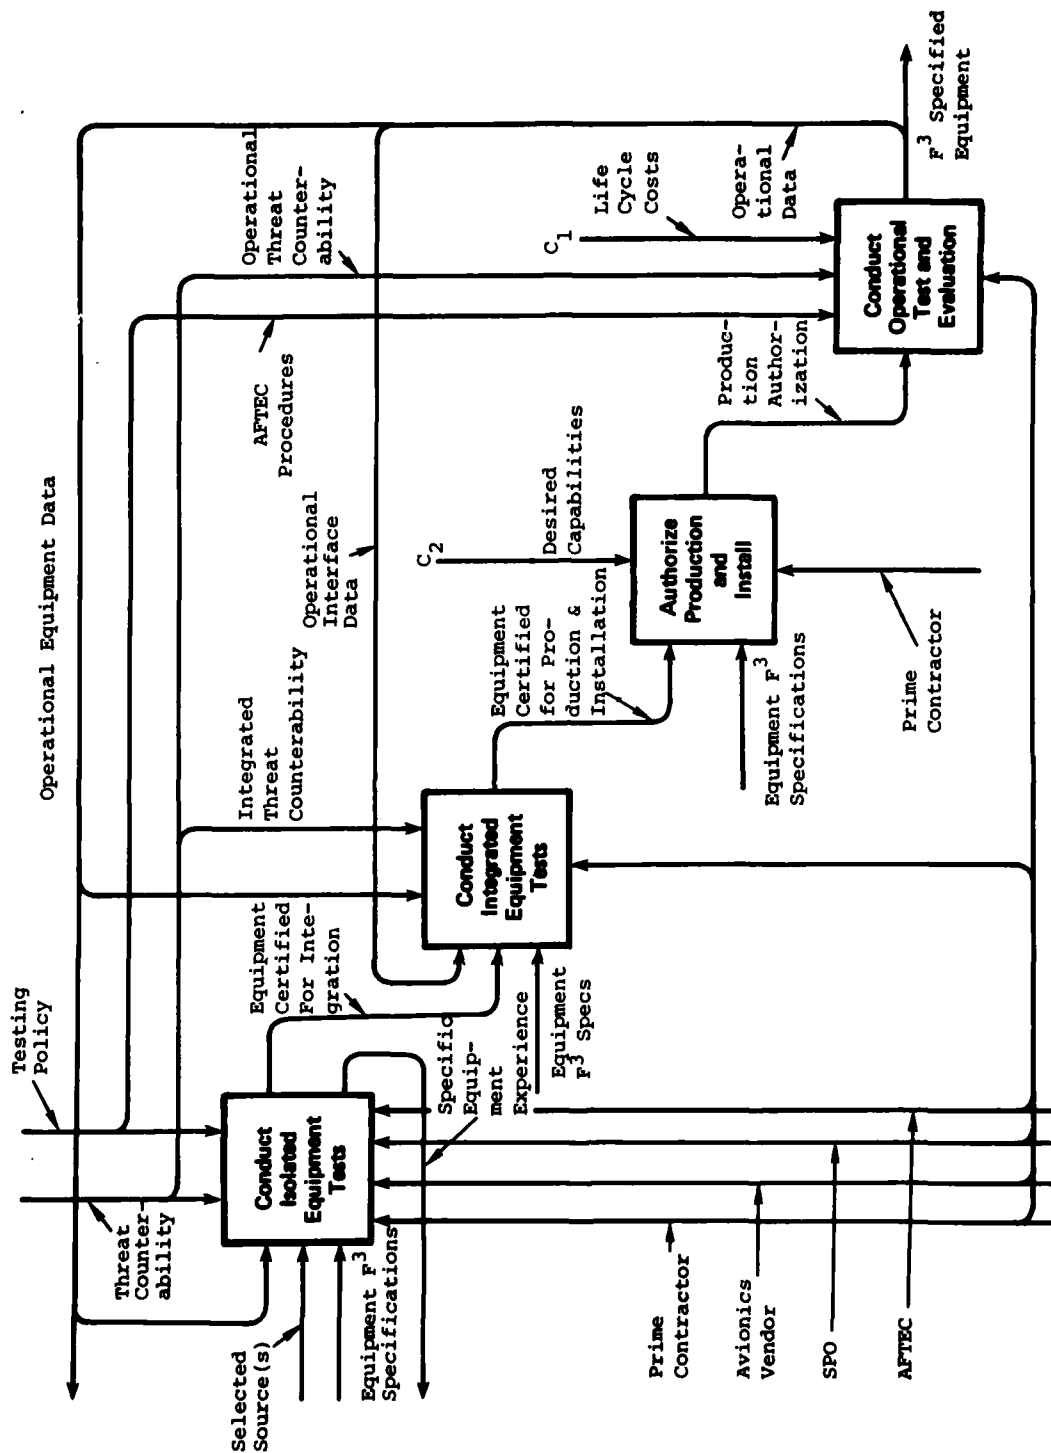 Testing
Policy
Threat
Counter-
ability
Operational Equipment Data
Selected
Source(s)
Equipment F³
Specifications
Conduct
Isolated
Equipment
Tests
Prime
Contractor
Avionics
Vendor
SPO
AFTEC
Specific
Equip-
ment
Experience
Equipment
Certified
For Inte-
gration
Equipment
F³ Specs
Integrated
Threat
Counterability
Conduct
Integrated
Equipment
Tests
Operational
Interface
Data
Equipment
Certified
for Pro-
duction &
Installation
C₂
Desired
Capabilities
Authorize
Production
and
Install
Equipment F³
Specifications
Prime
Contractor
AFTEC
Procedures
Operational
Threat
Counter-
ability
C₁
Life
Cycle
Costs
Produc-
tion
Author-
ization
Opera-
tional
Data
Conduct
Operational
Test and
Evaluation
F³ Specified
Equipment